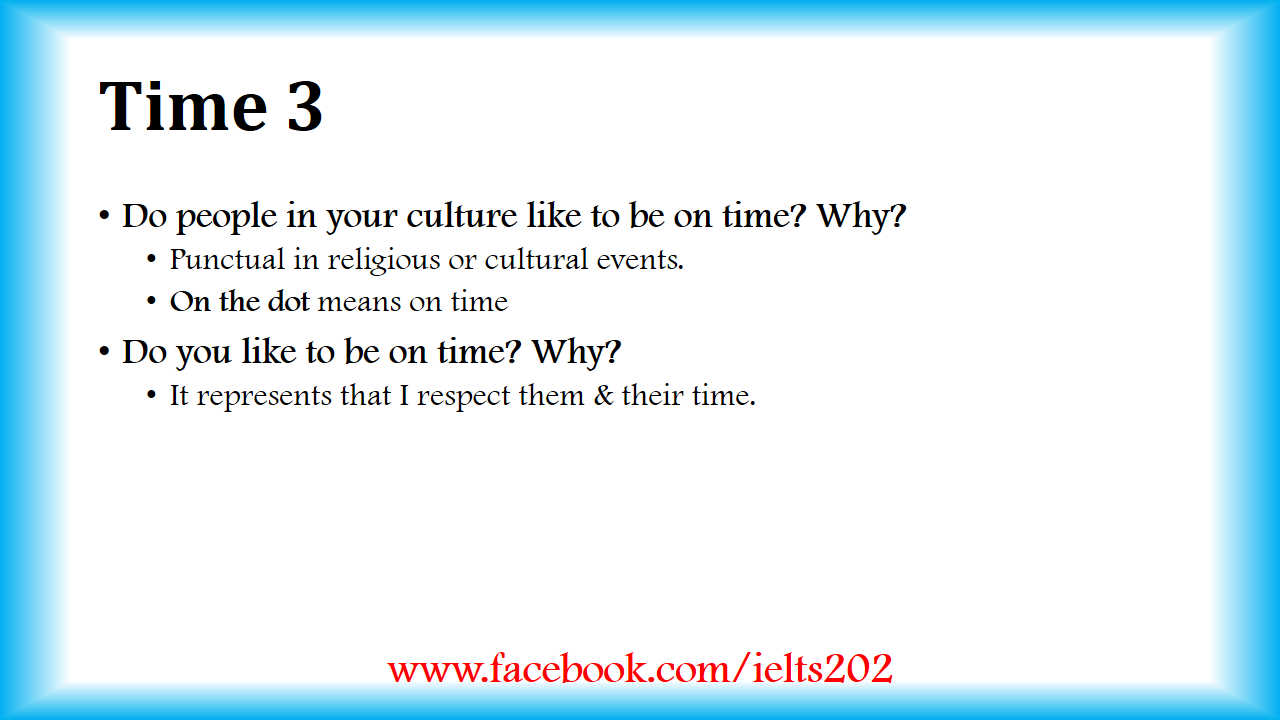 Time 3
• Do people in your culture like to be on time? Why?
• Punctual in religious or cultural events.
• On the dot means on time
• Do you like to be on time? Why?
• It represents that I respect them & their time.
www.facebook.com/ielts202